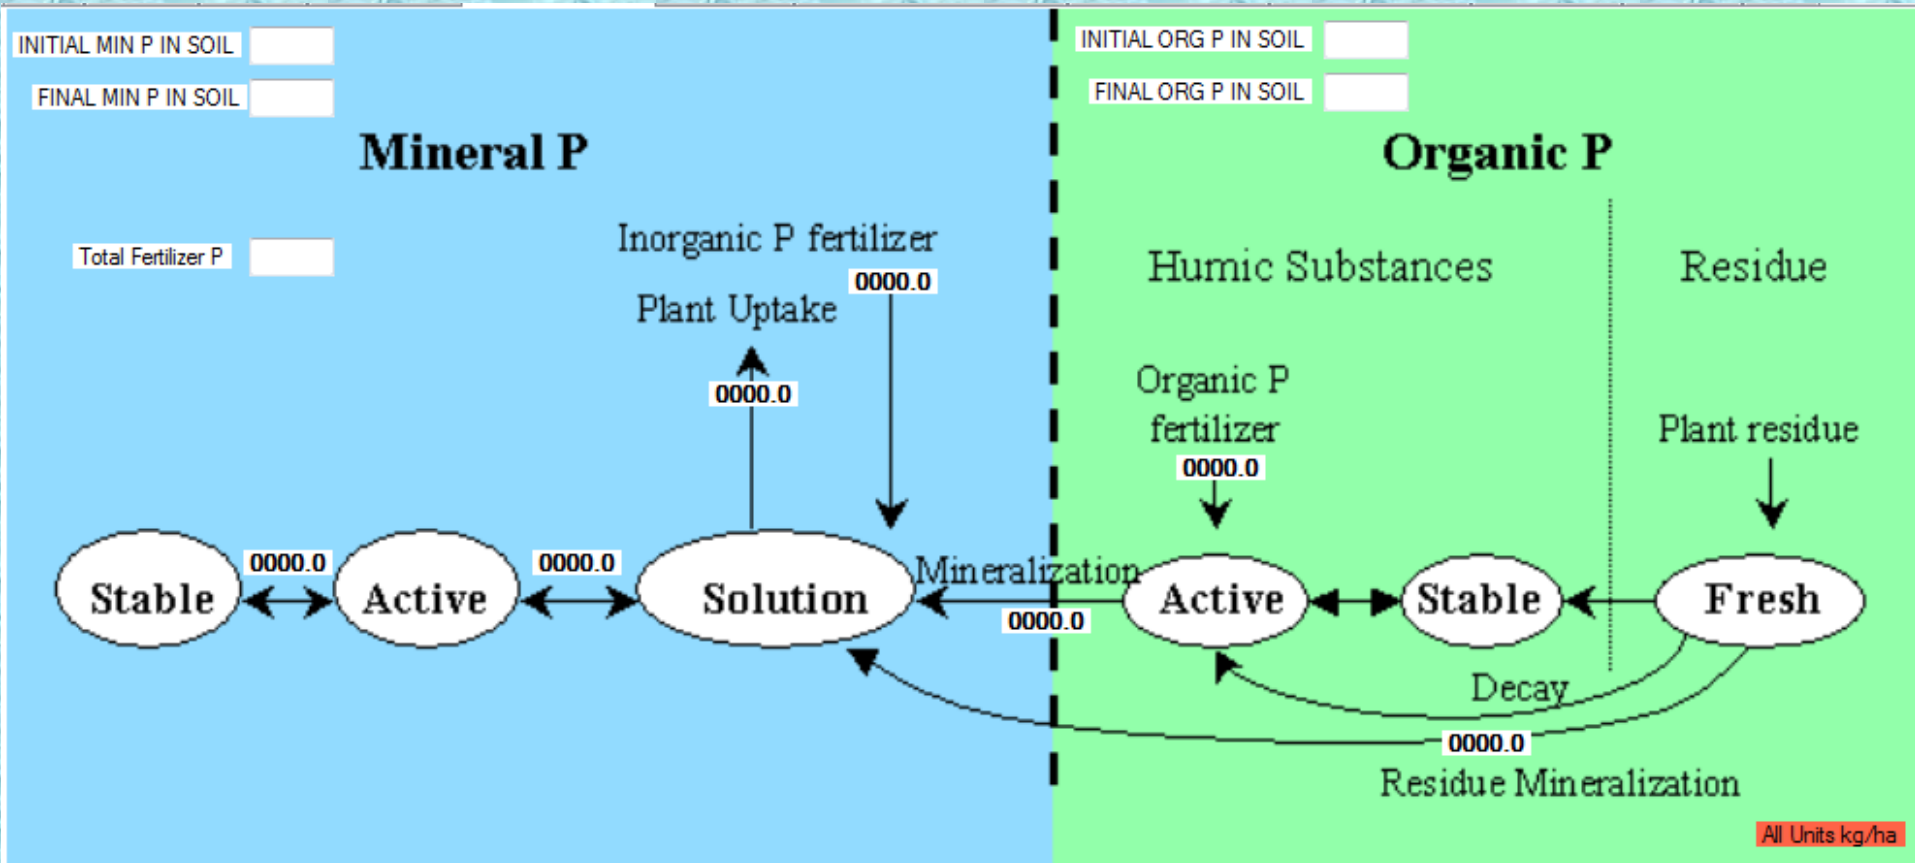 INITIAL MIN P IN SOIL
FINAL MIN P IN SOIL
Mineral P
Total Fertilizer P
Inorganic P fertilizer
0000.0
Plant Uptake
0000.0
Stable
0000.0
Active
0000.0
Solution
Mineralization
0000.0
INITIAL ORG P IN SOIL
FINAL ORG P IN SOIL
Organic P
Humic Substances
Residue
Organic P
fertilizer
0000.0
Plant residue
Active
Stable
Fresh
Decay
0000.0
Residue Mineralization
All Units kg/ha